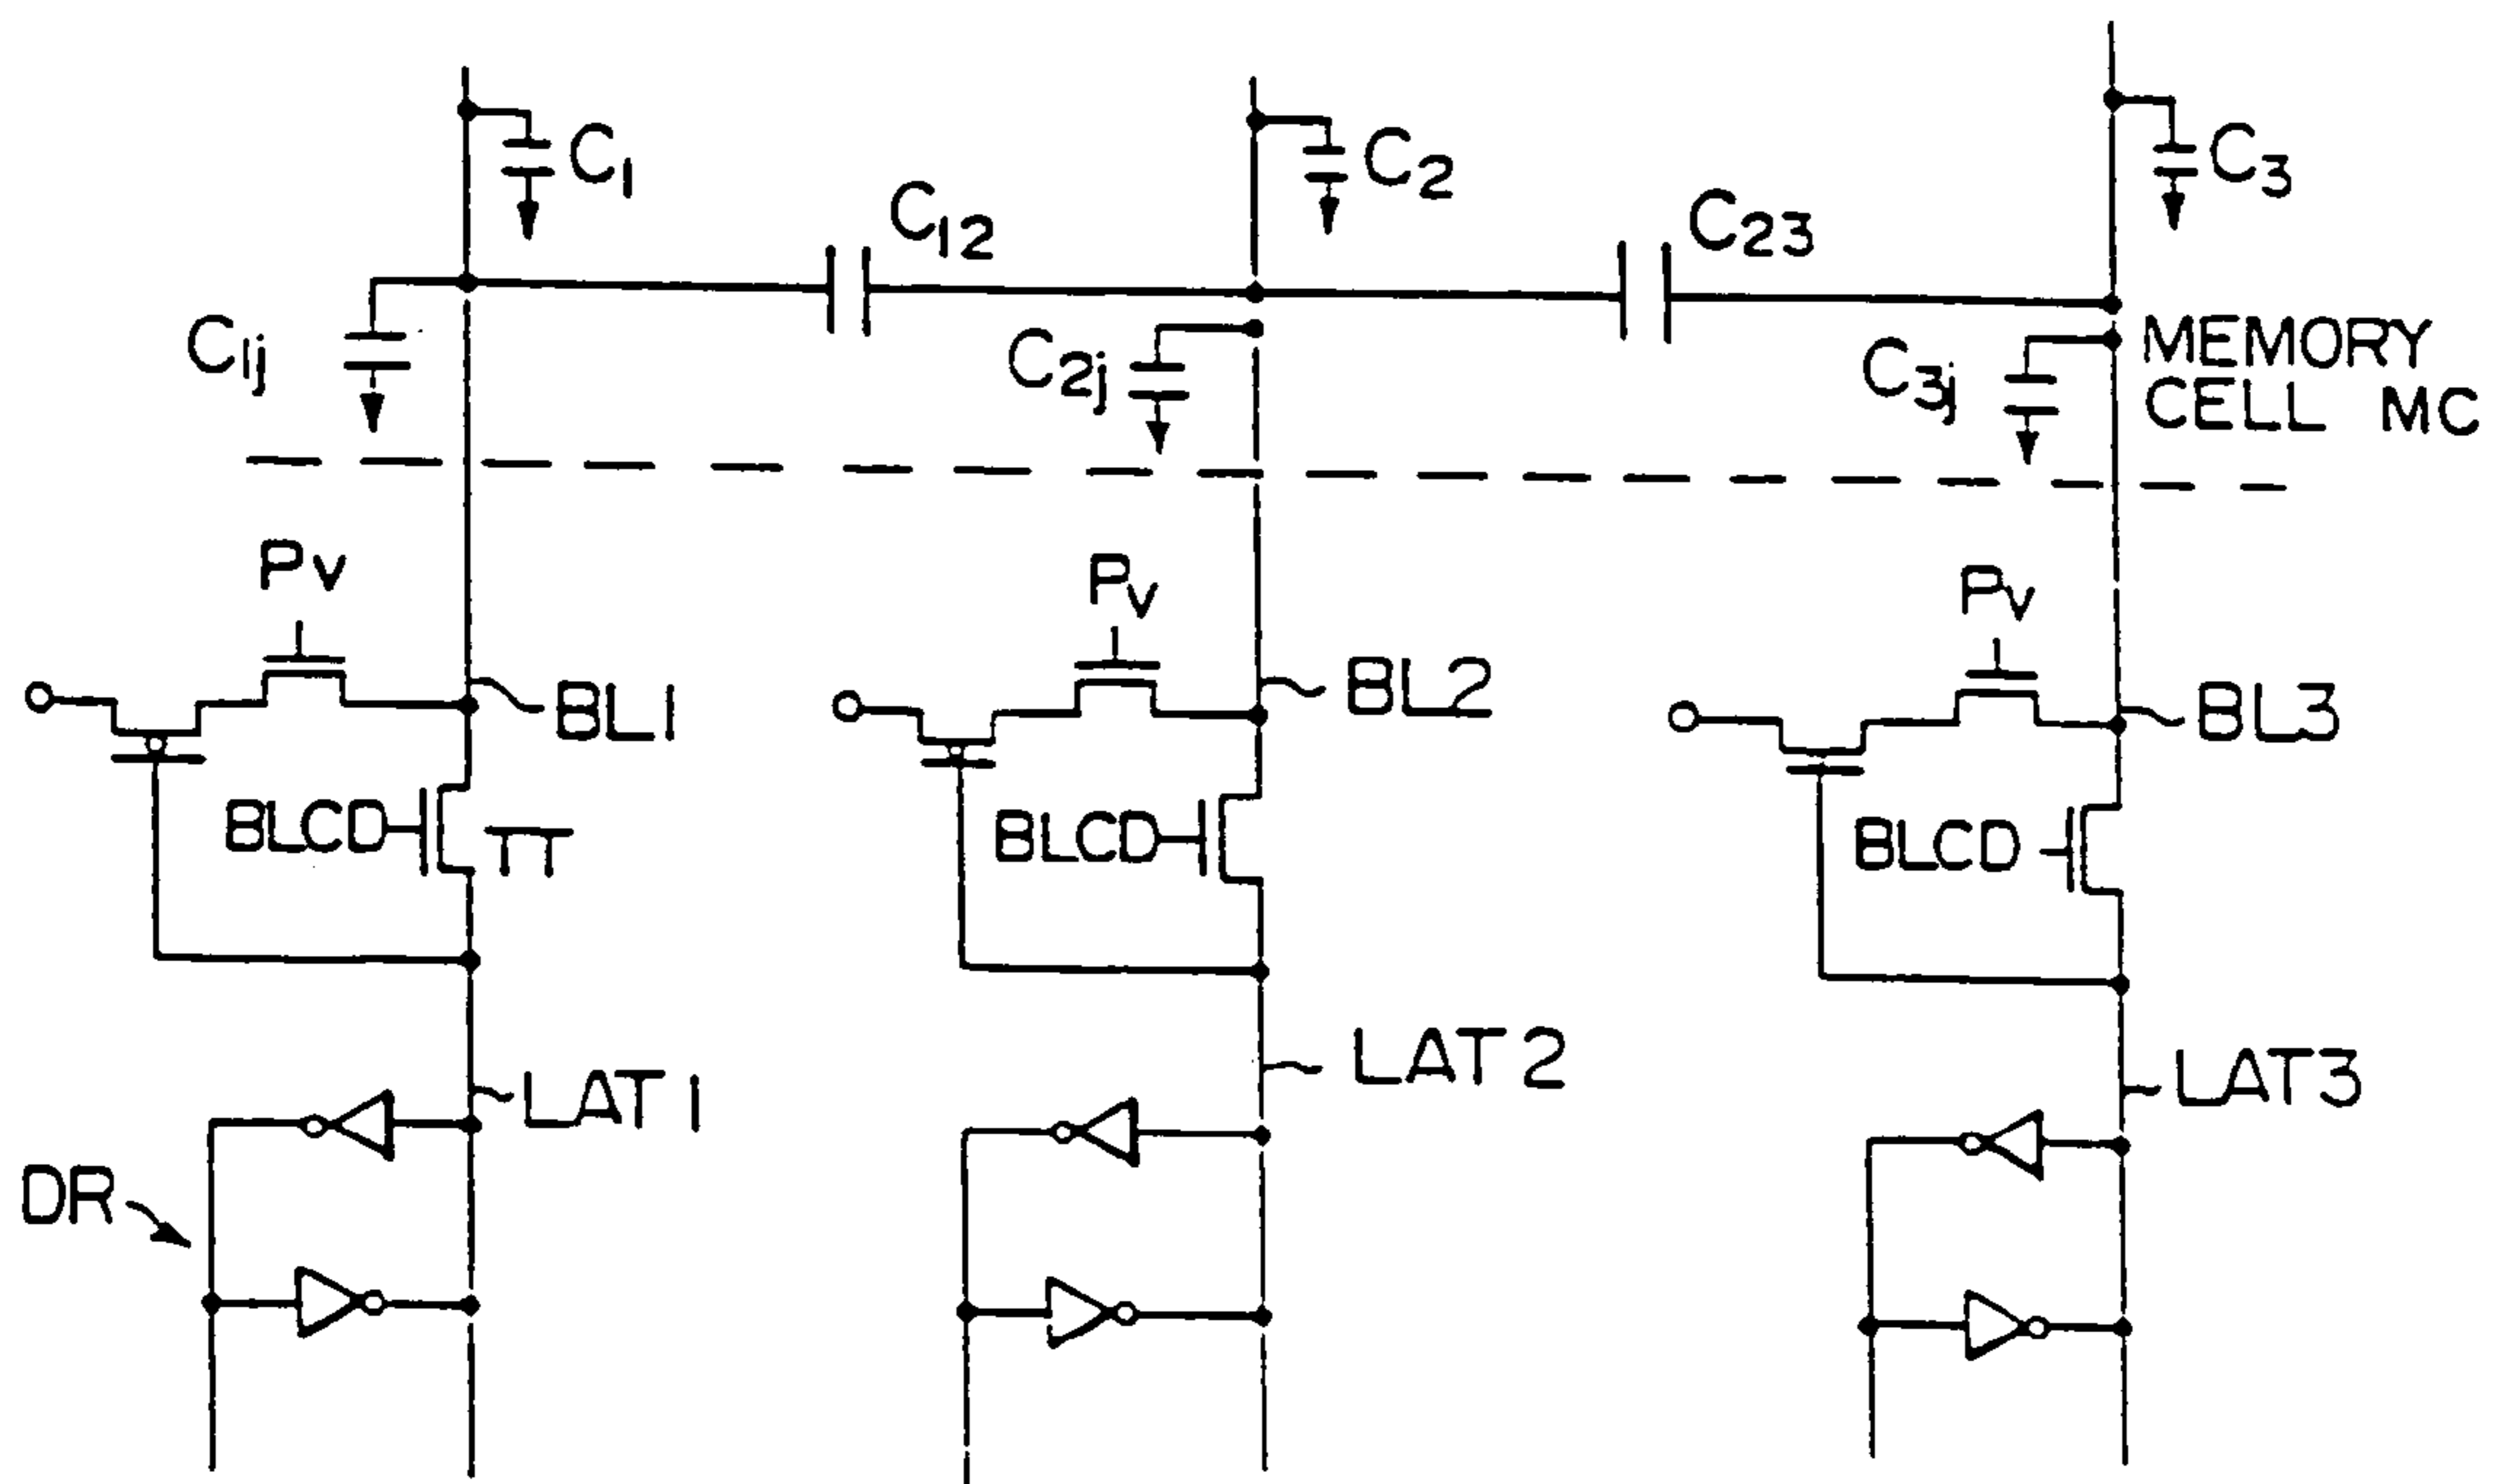 C1
C2
C3
C12
C23
C1j
C2j
C3j
MEMORY
CELL MC
PV
PV
PV
BL1
BL2
BL3
BLCD
TT
BLCD
BLCD
LAT1
LAT2
LAT3
DR